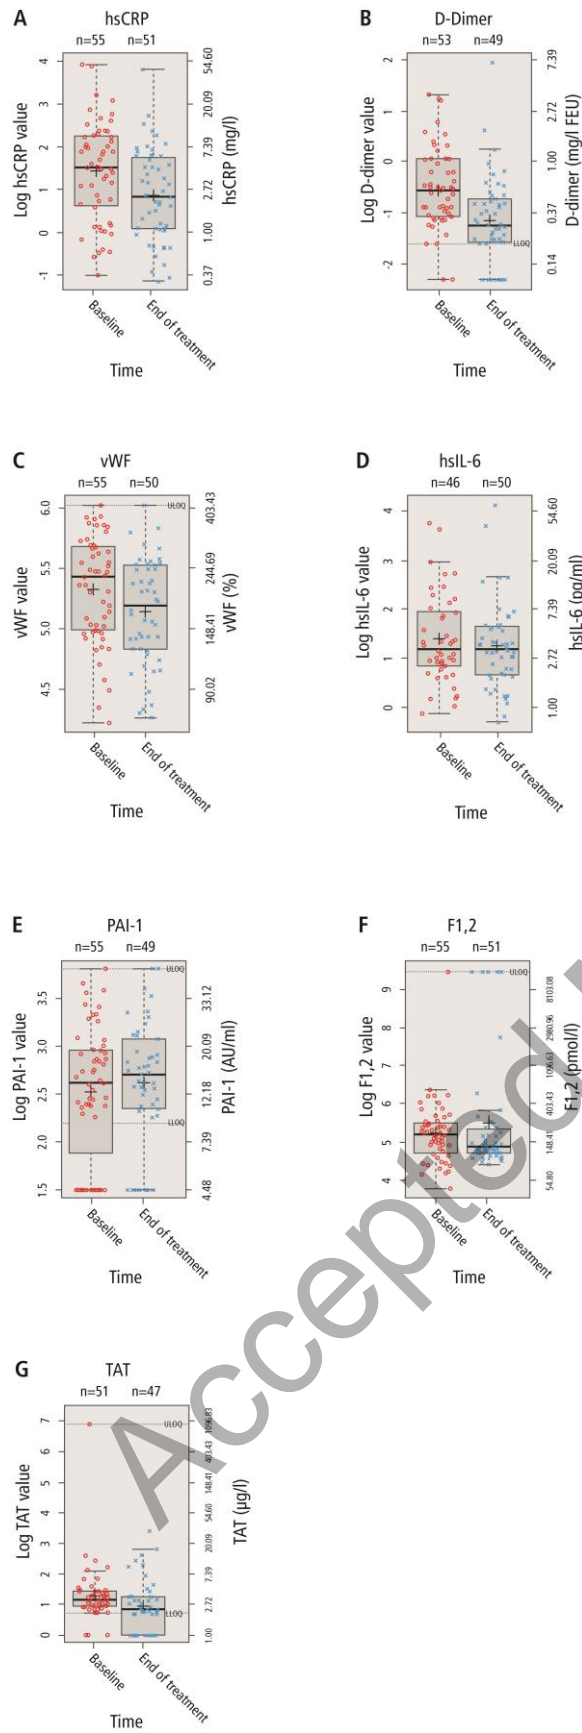 A
hsCRP
n=55 n=51
Log hsCRP value
4
3
2
1
0
-1
54.60
20.09
7.39
2.72
1.00
0.37
hsCRP (mg/l)
Baseline
End of treatment
Time
B
D-Dimer
n=53 n=49
Log D-dimer value
2
1
0
-1
-2
7.39
2.72
1.00
0.37
0.14
LLOQ
D-dimer (mg/l FEU)
Baseline
End of treatment
Time
C
vWF
n=55 n=50
vWF value
6.0
5.5
5.0
4.5
ULOQ
403.43
244.69
148.41
90.02
vWF (%)
Baseline
End of treatment
Time
D
hsIL-6
n=46 n=50
Log hsIL-6 value
4
3
2
1
0
54.60
20.09
7.39
2.72
1.00
hsIL-6 (pg/ml)
Baseline
End of treatment
Time
E
PAI-1
n=55 n=49
Log PAI-1 value
3.5
3.0
2.5
2.0
1.5
ULOQ
LLOQ
33.12
20.09
12.18
7.39
4.48
PAI-1 (AU/ml)
Baseline
End of treatment
Time
F
F1,2
n=55 n=51
Log F1,2 value
9
8
7
6
5
4
ULOQ
8103.08
2980.96
1096.63
403.43
148.41
54.80
F1,2 (pmol/l)
Baseline
End of treatment
Time
G
TAT
n=51 n=47
Log TAT value
7
6
5
4
3
2
1
0
ULOQ
LLOQ
1096.83
403.43
148.41
54.60
20.09
7.39
2.72
1.00
TAT (µg/l)
Baseline
End of treatment
Time
Accepted